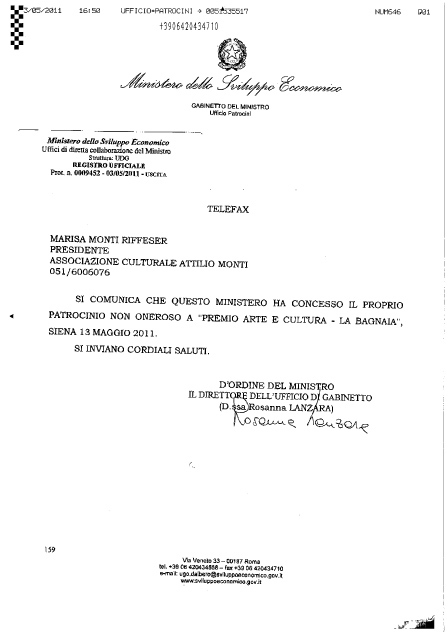 3/05/2011 16:50 UFFICIO PATROCINI → NUM646 001
+3906420434710
Ministero dello Sviluppo Economico
GABINETTO DEL MINISTRO
Ufficio Patrocini
Ministero dello Sviluppo Economico
Uffici di diretta collaborazione del Ministro
Struttura: UDG
REGISTRO UFFICIALE
Prot. n. 0009452 - 03/05/2011 - USCITA
TELEFAX
MARISA MONTI RIFFESER
PRESIDENTE
ASSOCIAZIONE CULTURALE ATTILIO MONTI
051/6006076
SI COMUNICA CHE QUESTO MINISTERO HA CONCESSO IL PROPRIO
PATROCINIO NON ONEROSO A "PREMIO ARTE E CULTURA - LA BAGNAIA",
SIENA 13 MAGGIO 2011.
SI INVIANO CORDIALI SALUTI.
D'ORDINE DEL MINISTRO
IL DIRETTORE DELL'UFFICIO DI GABINETTO
(D.ssa Rosanna LANZARA)
Rosanna Lanzara
159
Via Veneto 33 – 00187 Roma
tel. +39 06 420434558 – fax +39 06 420434710
e-mail: ugo.dalbero@sviluppoeconomico.gov.it
www.sviluppoeconomico.gov.it